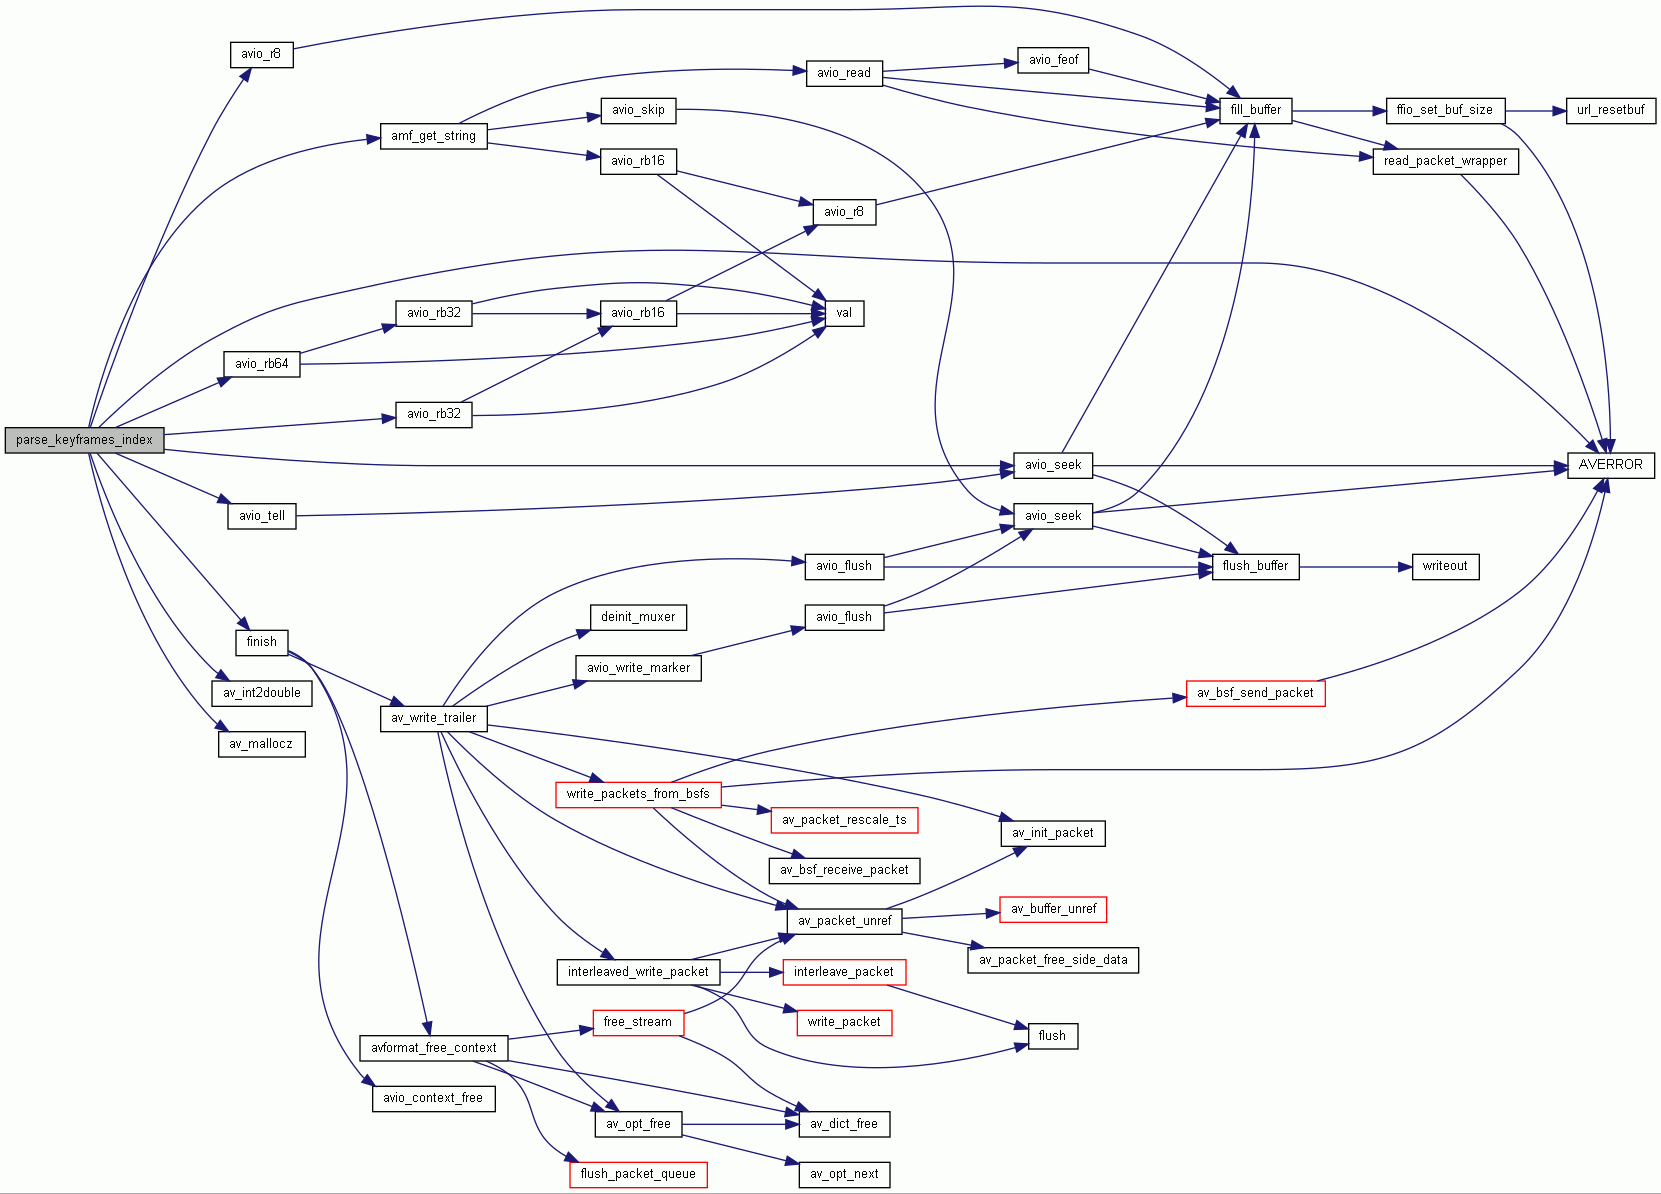 avio_r8
avio_read
avio_feof
avio_skip
fill_buffer
ffio_set_buf_size
url_resetbuf
amf_get_string
avio_rb16
read_packet_wrapper
avio_r8
avio_rb32
avio_rb16
val
avio_rb64
avio_rb32
parse_keyframes_index
avio_seek
AVERROR
avio_tell
avio_seek
avio_flush
flush_buffer
writeout
deinit_muxer
avio_flush
finish
avio_write_marker
av_int2double
av_bsf_send_packet
av_write_trailer
av_mallocz
write_packets_from_bsfs
av_packet_rescale_ts
av_init_packet
av_bsf_receive_packet
av_buffer_unref
av_packet_unref
av_packet_free_side_data
interleaved_write_packet
interleave_packet
free_stream
write_packet
flush
avformat_free_context
avio_context_free
av_opt_free
av_dict_free
flush_packet_queue
av_opt_next